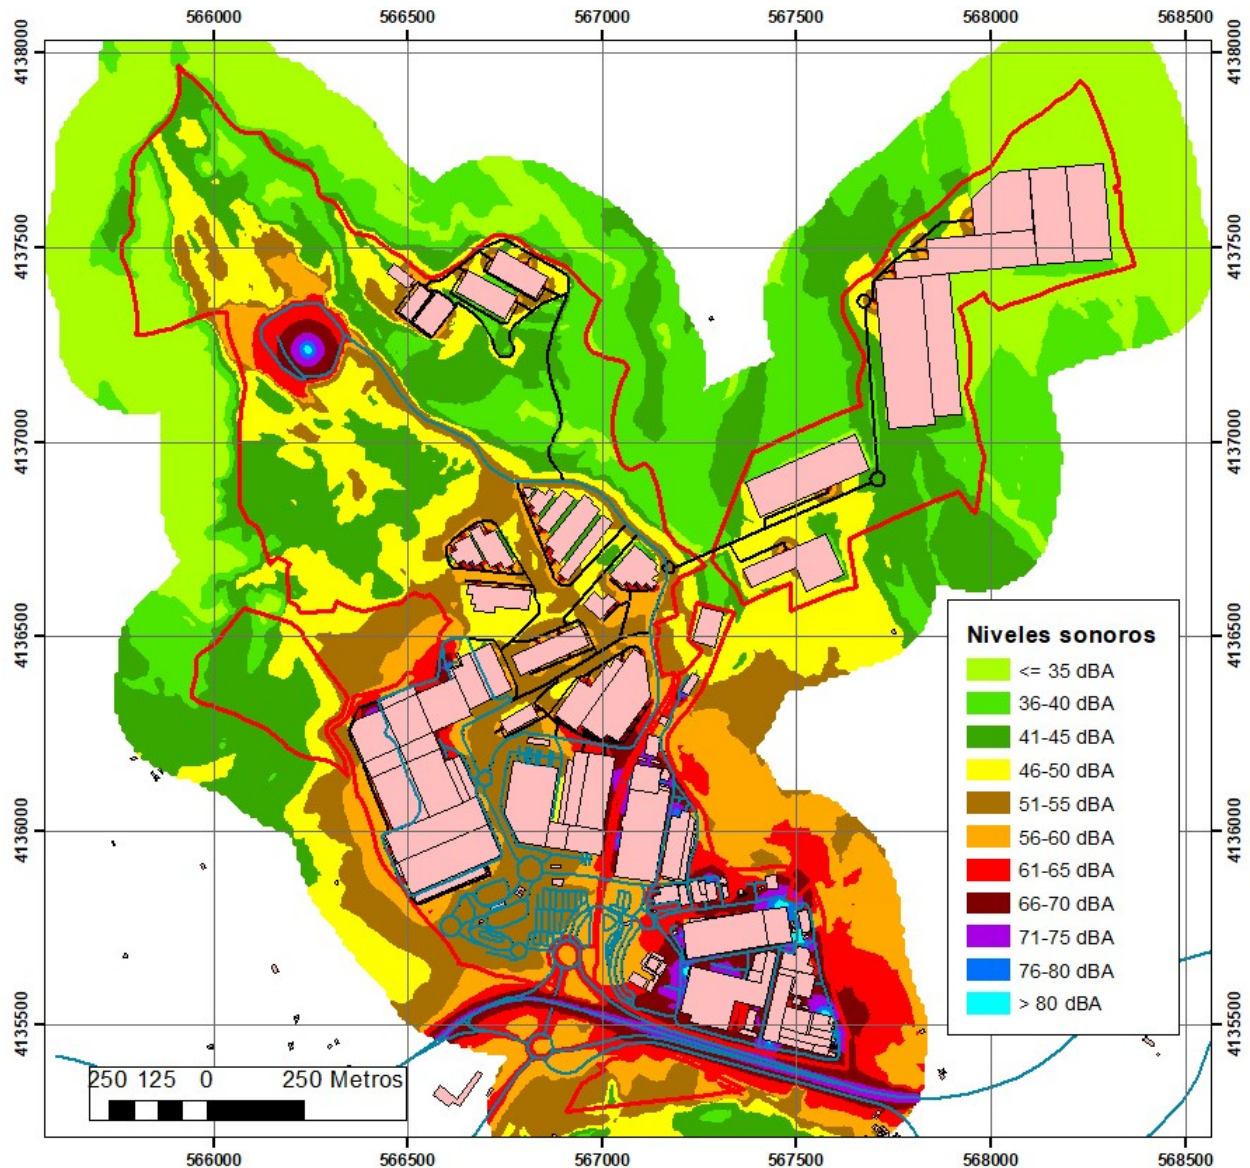 566000 566500 567000 567500 568000 568500
4138000 4138000
4137500 4137500
4137000 4137000
4136500 4136500
Niveles sonoros
<= 35 dBA
36-40 dBA
41-45 dBA
46-50 dBA
51-55 dBA
56-60 dBA
61-65 dBA
66-70 dBA
71-75 dBA
76-80 dBA
> 80 dBA
4136000 4136000
4135500 4135500
250 125 0 250 Metros
566000 566500 567000 567500 568000 568500